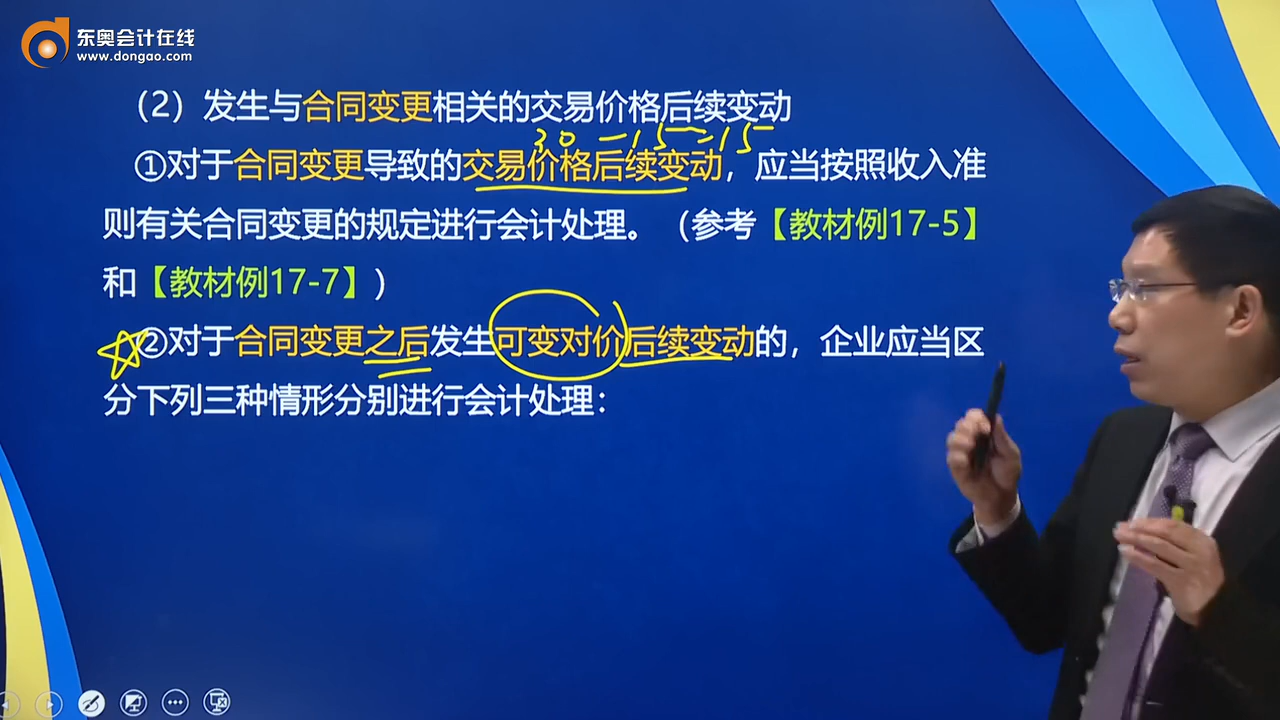 东奥会计在线
www.dongao.com
（2）发生与合同变更相关的交易价格后续变动
30-15=15
①对于合同变更导致的交易价格后续变动，应当按照收入准
则有关合同变更的规定进行会计处理。（参考【教材例17-5】
和【教材例17-7】）
②对于合同变更之后发生可变对价后续变动的，企业应当区
分下列三种情形分别进行会计处理：